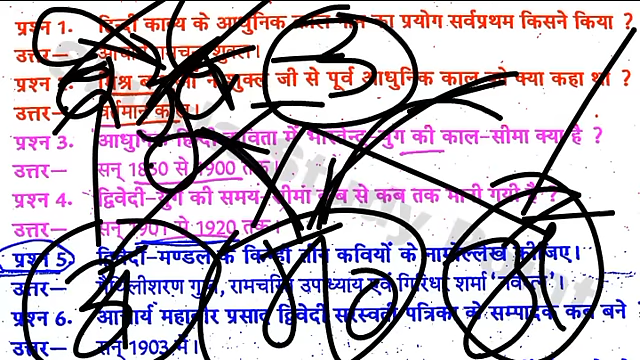 प्रश्न 1. हिन्दी काव्य के आधुनिक काल नाम का प्रयोग सर्वप्रथम किसने किया ?
उत्तर— आचार्य रामचन्द्र शुक्ल।
3
प्रश्न मिश्र शुक्ल जी से पूर्व आधुनिक काल को क्या कहा था ?
उत्तर— वर्तमान काल।
प्रश्न 3. आधुनिक हिन्दी कविता में भारतेन्दु युग की काल-सीमा क्या है ?
उत्तर— सन् 1850 से 1900 तक।
प्रश्न 4. द्विवेदी-युग की समय-सीमा कब से कब तक मानी गयी है ?
उत्तर— सन् 1901 से 1920 तक।
प्रश्न 5. द्विवेदी-मण्डल के किन्हीं तीन कवियों के नामोल्लेख कीजिए।
उत्तर— मैथिलीशरण गुप्त, रामचरित उपाध्याय एवं गिरिधर शर्मा 'नवरत्न'।
प्रश्न 6. आचार्य महावीर प्रसाद द्विवेदी सरस्वती पत्रिका के सम्पादक कब बने
उत्तर— सन् 1903 में।